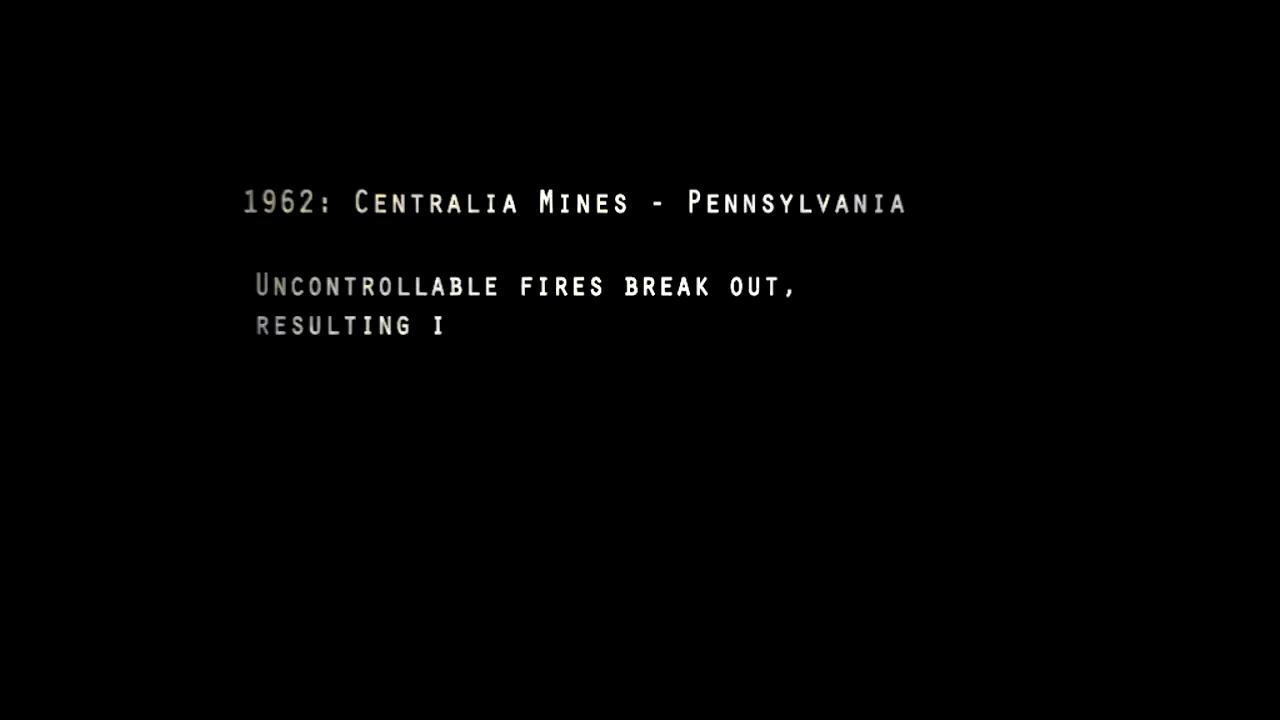 1962: Centralia Mines - Pennsylvania
Uncontrollable fires break out,
resulting i